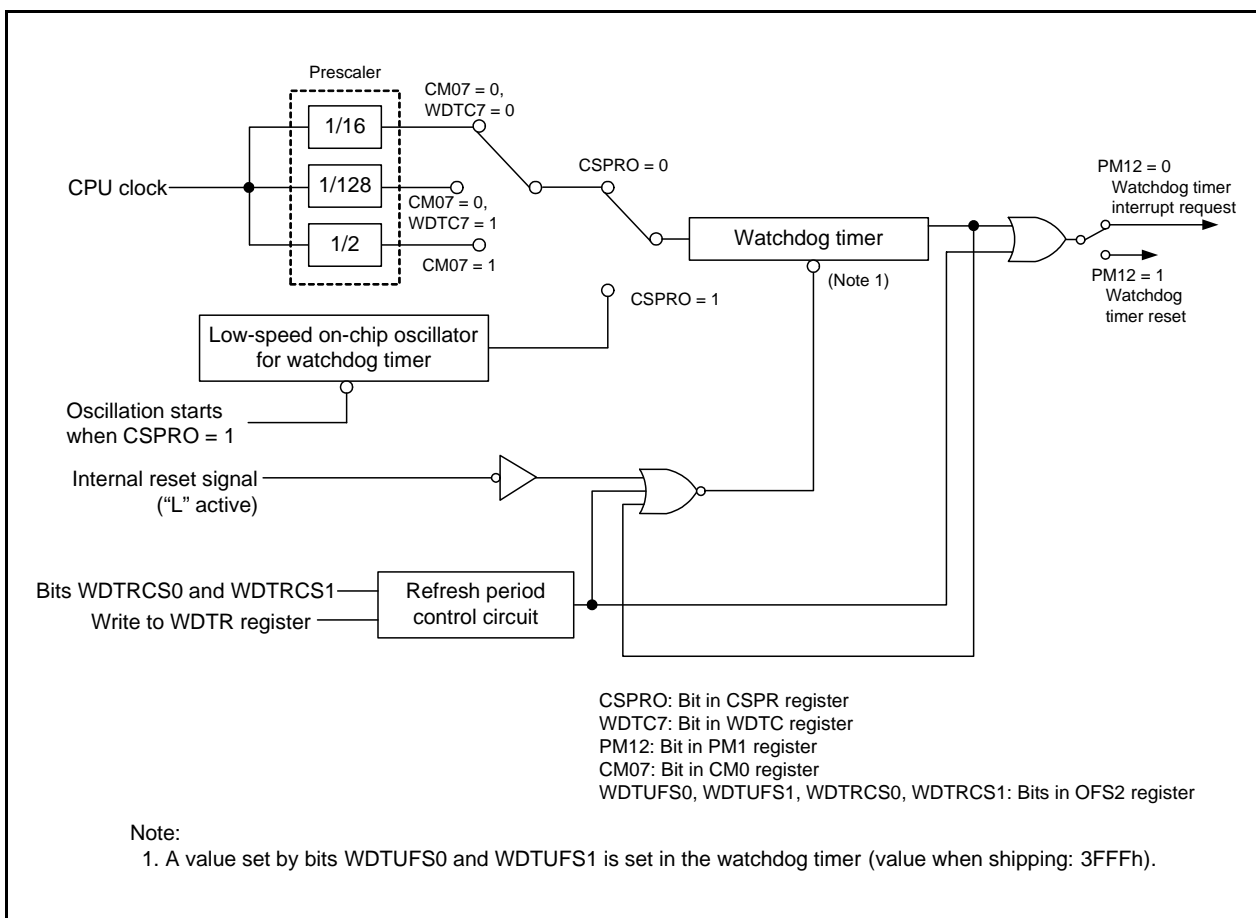 Prescaler
CM07 = 0,
WDTC7 = 0
1/16
CSPRO = 0
PM12 = 0
Watchdog timer
interrupt request
CPU clock
1/128
CM07 = 0,
WDTC7 = 1
1/2
CM07 = 1
Watchdog timer
(Note 1)
PM12 = 1
Watchdog
timer reset
CSPRO = 1
Low-speed on-chip oscillator
for watchdog timer
Oscillation starts
when CSPRO = 1
Internal reset signal
(“L” active)
Bits WDTRCS0 and WDTRCS1
Write to WDTR register
Refresh period
control circuit
CSPRO: Bit in CSPR register
WDTC7: Bit in WDTC register
PM12: Bit in PM1 register
CM07: Bit in CM0 register
WDTUFS0, WDTUFS1, WDTRCS0, WDTRCS1: Bits in OFS2 register
Note:
1. A value set by bits WDTUFS0 and WDTUFS1 is set in the watchdog timer (value when shipping: 3FFFh).